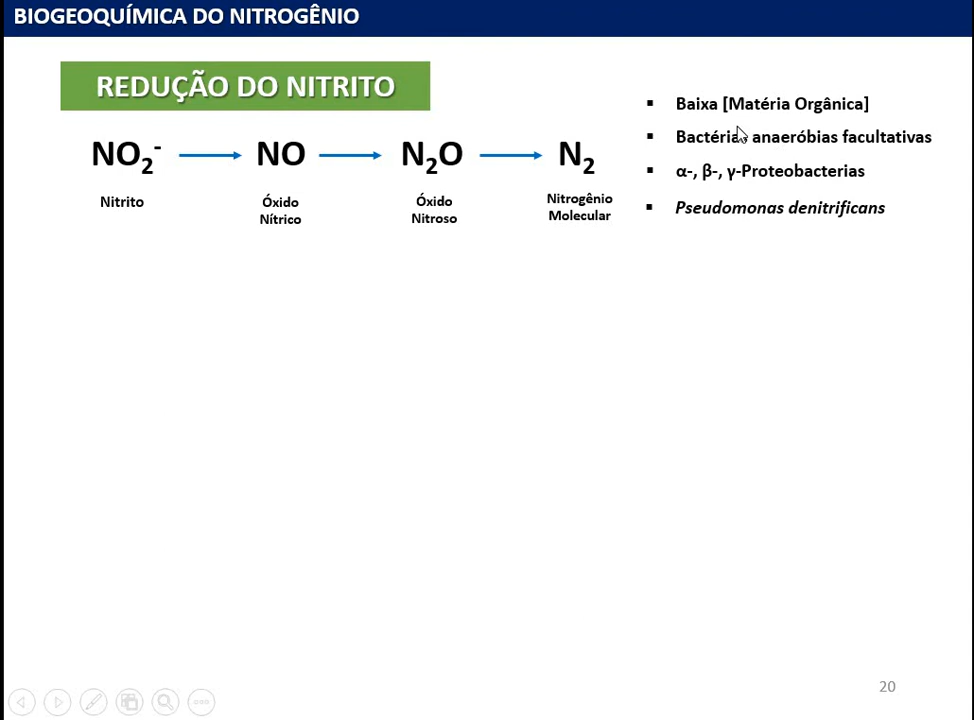 BIOGEOQUÍMICA DO NITROGÊNIO
REDUÇÃO DO NITRITO
NO₂⁻ → NO → N₂O → N₂
Nitrito
Óxido
Nítrico
Óxido
Nitroso
Nitrogênio
Molecular
▪ Baixa [Matéria Orgânica]
▪ Bactérias anaeróbias facultativas
▪ α-, β-, γ-Proteobacterias
▪ Pseudomonas denitrificans
20